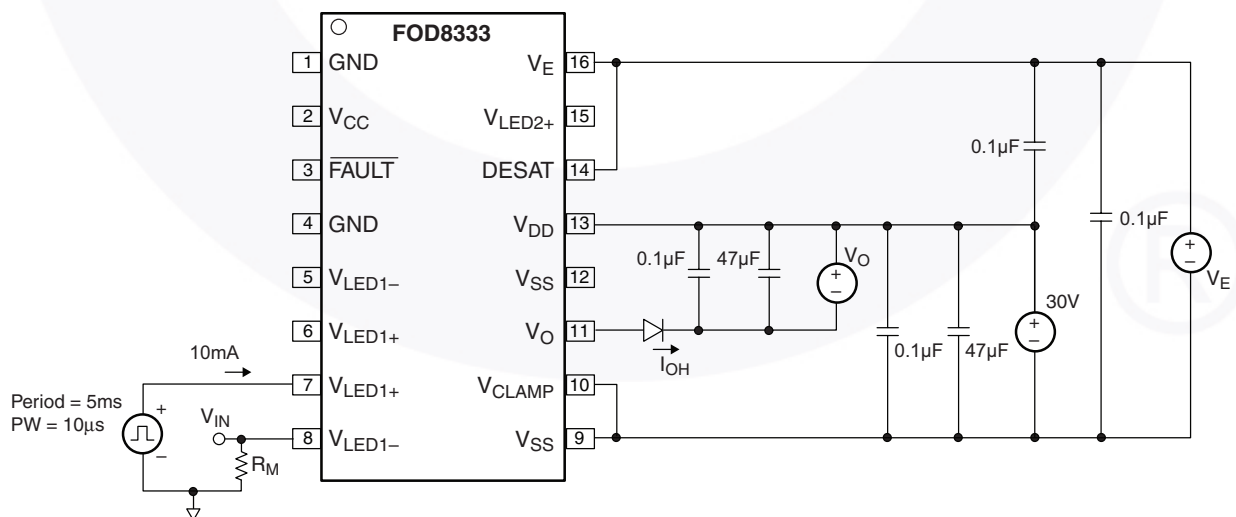 FOD8333
1 GND
2 VCC
3 FAULT
4 GND
5 VLED1–
6 VLED1+
7 VLED1+
8 VLED1–
VE 16
VLED2+ 15
DESAT 14
VDD 13
VSS 12
VO 11
VCLAMP 10
VSS 9
10mA
Period = 5ms
PW = 10µs
+
–
VIN
RM
IOH
0.1µF
47µF
+
–
VO
0.1µF
47µF
0.1µF
30V
+
–
0.1µF
+
–
VE
®